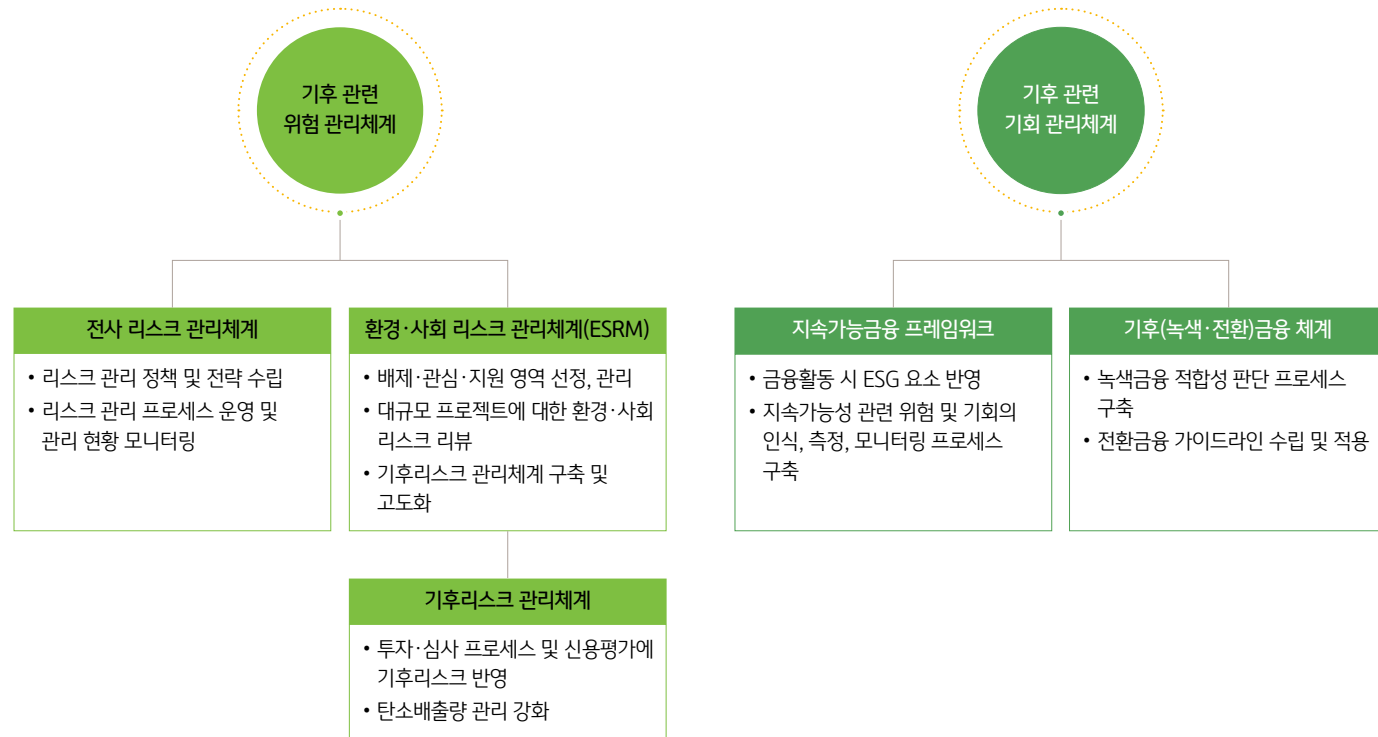 기후 관련
위험 관리체계
전사 리스크 관리체계
• 리스크 관리 정책 및 전략 수립
• 리스크 관리 프로세스 운영 및
관리 현황 모니터링
환경·사회 리스크 관리체계(ESRM)
• 배제·관심·지원 영역 선정, 관리
• 대규모 프로젝트에 대한 환경·사회
리스크 리뷰
• 기후리스크 관리체계 구축 및
고도화
기후리스크 관리체계
• 투자·심사 프로세스 및 신용평가에
기후리스크 반영
• 탄소배출량 관리 강화
기후 관련
기회 관리체계
지속가능금융 프레임워크
• 금융활동 시 ESG 요소 반영
• 지속가능성 관련 위험 및 기회의
인식, 측정, 모니터링 프로세스
구축
기후(녹색·전환)금융 체계
• 녹색금융 적합성 판단 프로세스
구축
• 전환금융 가이드라인 수립 및 적용